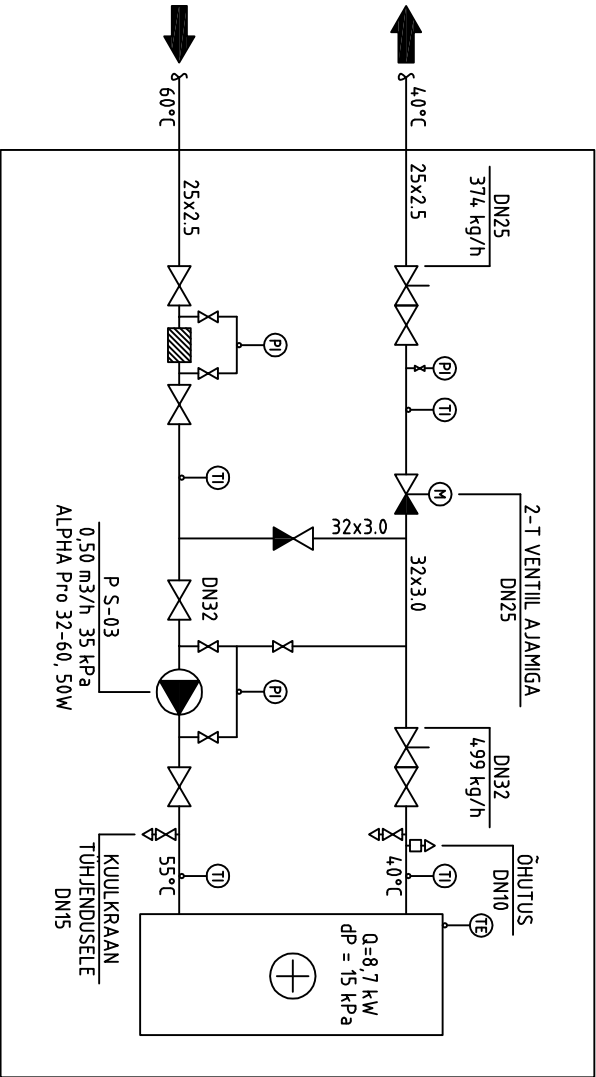 40°C
25x2.5
DN25
374 kg/h
PI
TI
M
2-T VENTIIL AJAMIGA
DN25
32x3.0
32x3.0
DN32
499 kg/h
ÕHUTUS
DN10
40°C
TI
TE
Q=8,7 kW
dP = 15 kPa
60°C
25x2.5
PI
TI
DN32
PI
P S-03
0,50 m3/h 35 kPa
ALPHA Pro 32-60, 50W
55°C
TI
KUULKRAAN
TÜHJENDUSELE
DN15